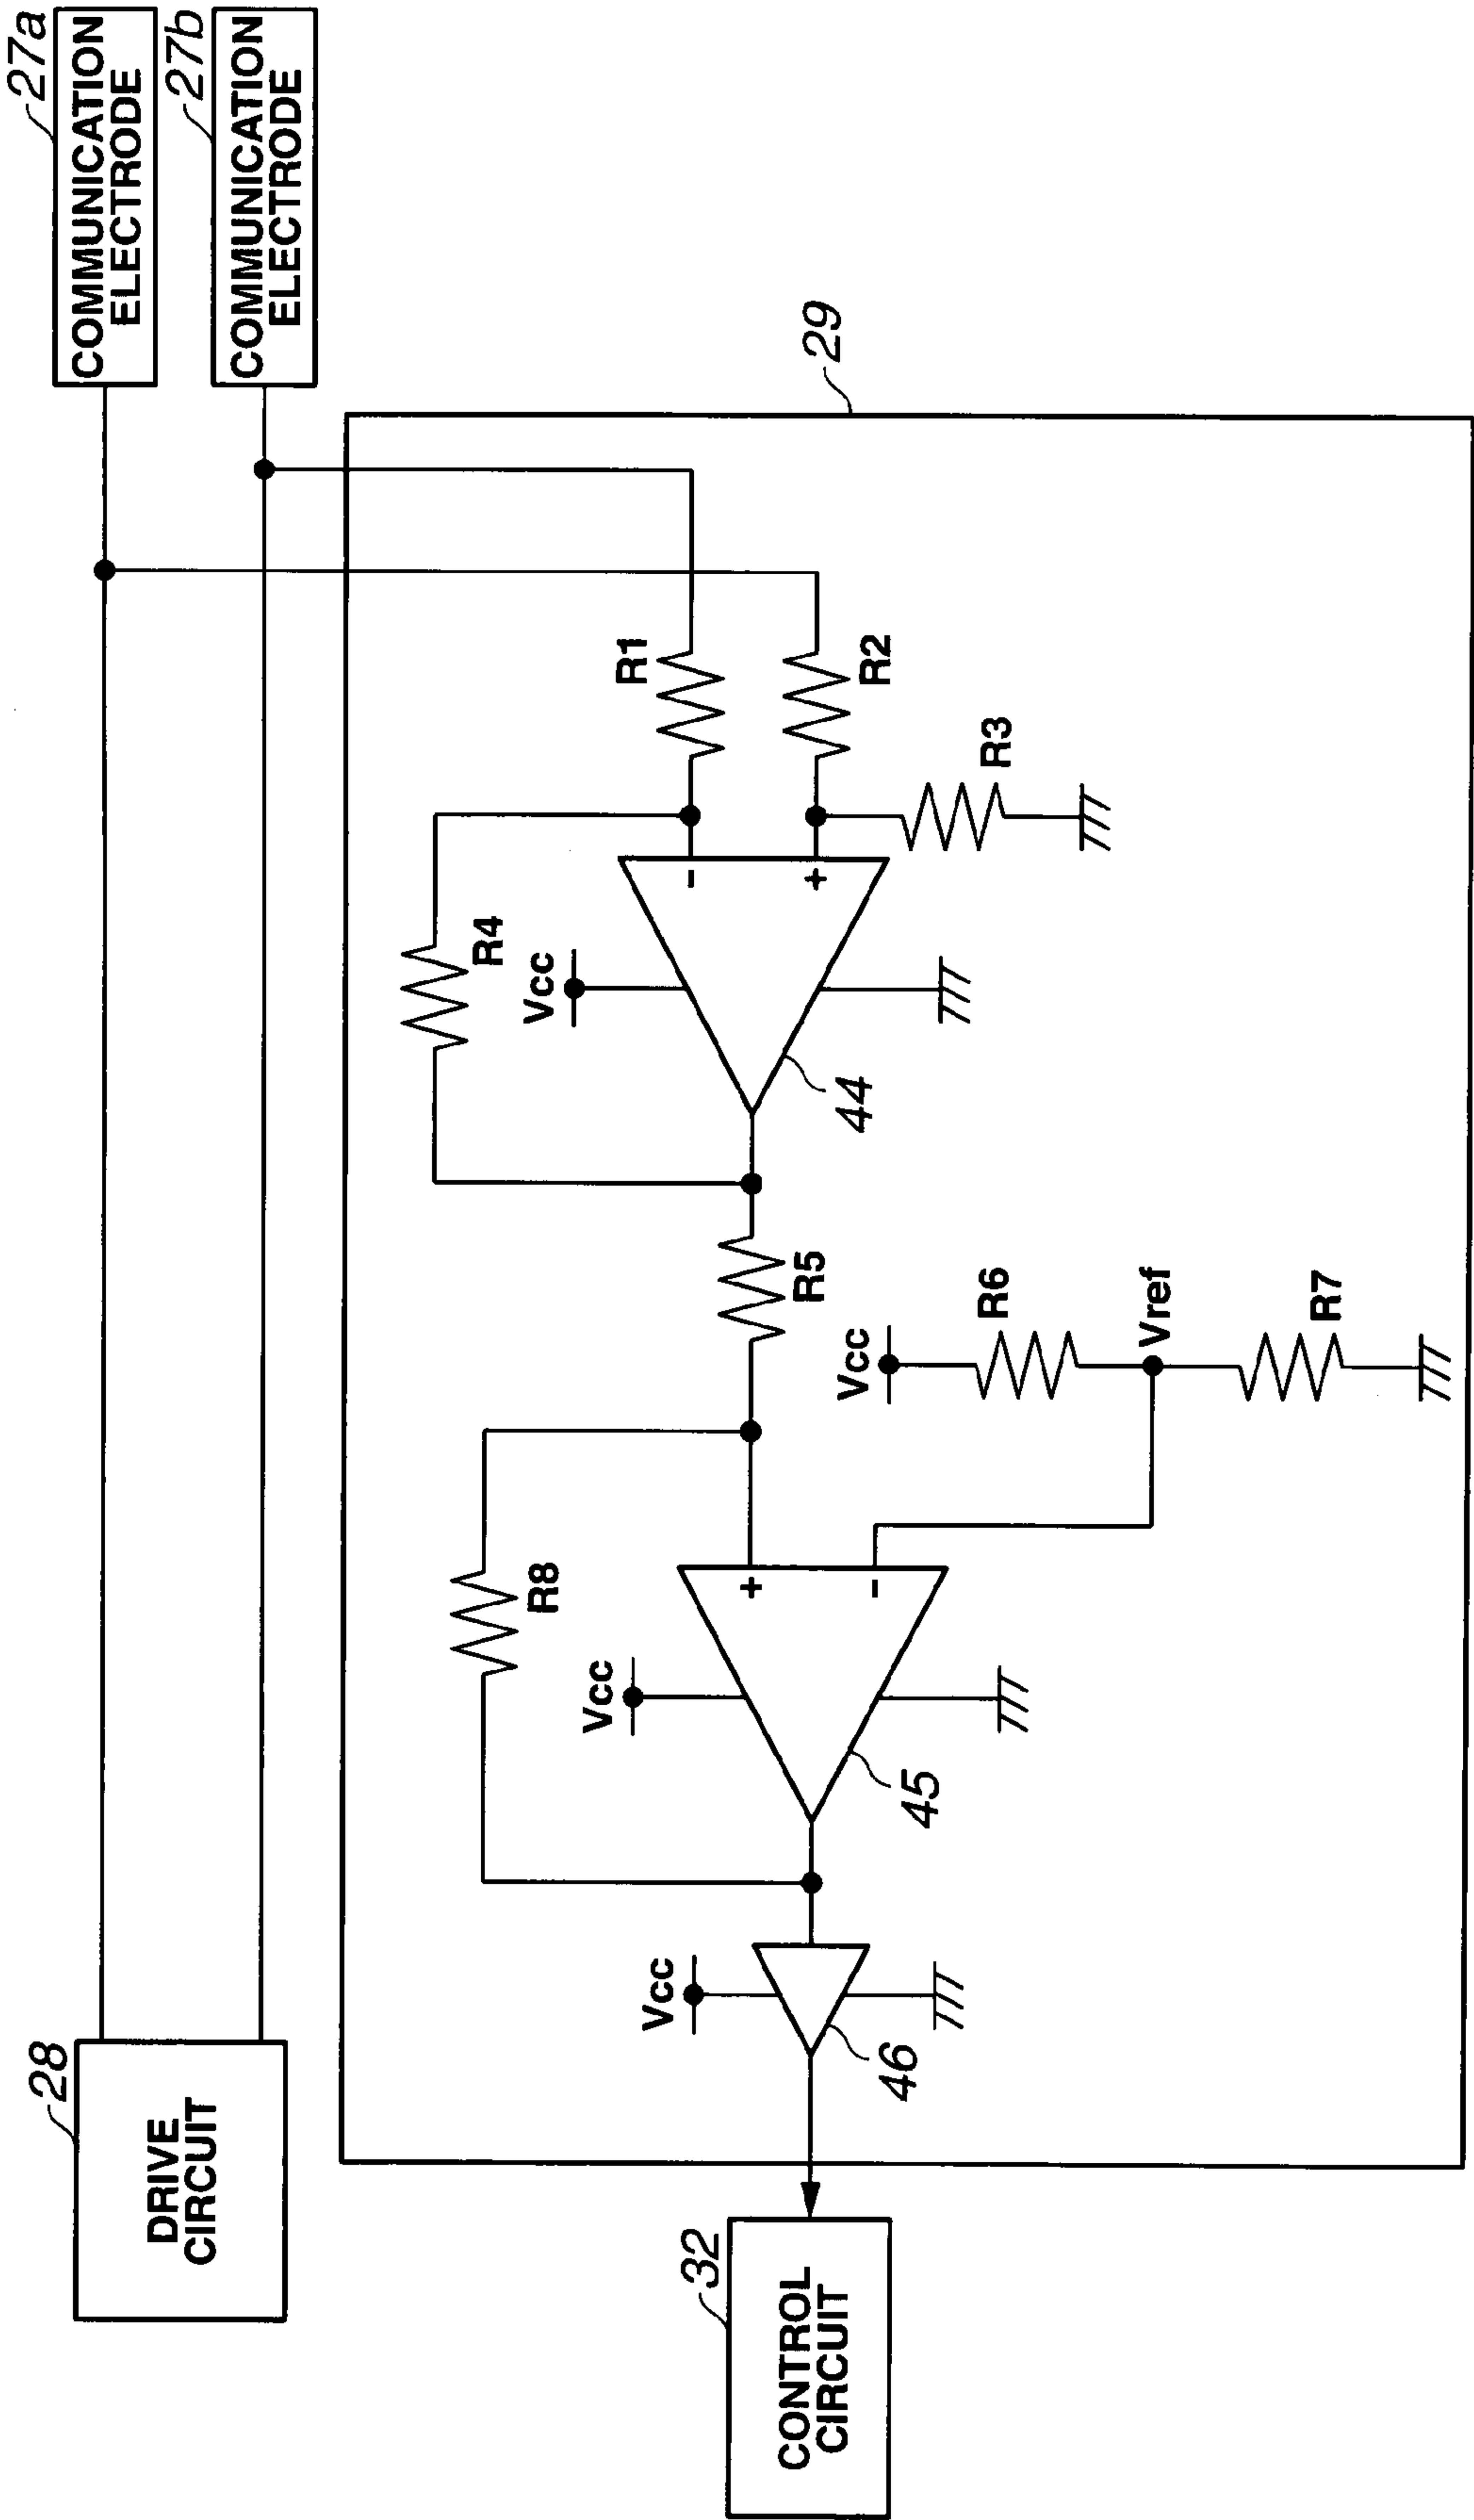 28
DRIVE
CIRCUIT
27a
COMMUNICATION
ELECTRODE
27b
COMMUNICATION
ELECTRODE
29
R4
R8
Vcc
R1
Vcc
Vcc
-
R5
+
+
R2
-
44
Vcc
45
46
R3
R6
Vref
R7
32
CONTROL
CIRCUIT